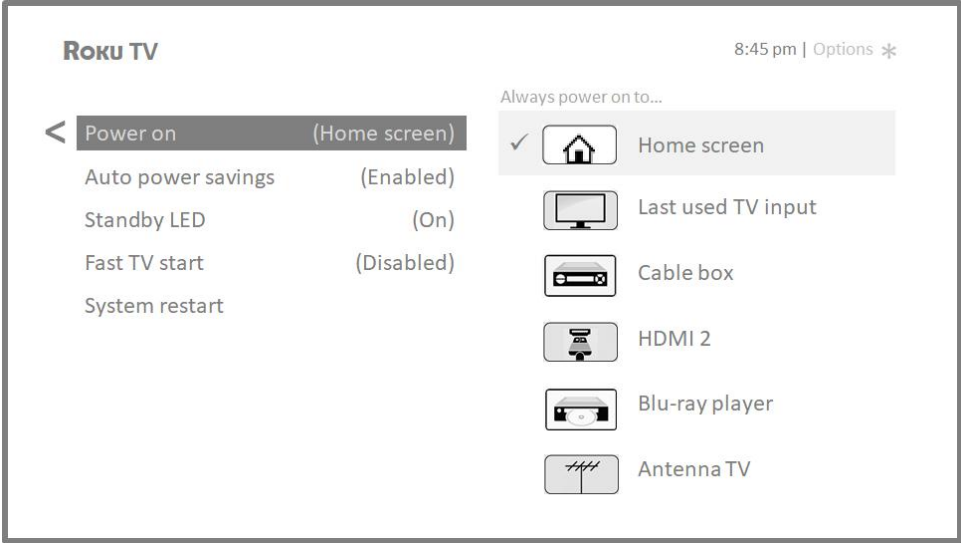 Roku TV
8:45 pm | Options *
Always power on to...
< Power on (Home screen)
Auto power savings (Enabled)
Standby LED (On)
Fast TV start (Disabled)
System restart
✓ Home screen
Last used TV input
Cable box
HDMI 2
Blu-ray player
Antenna TV